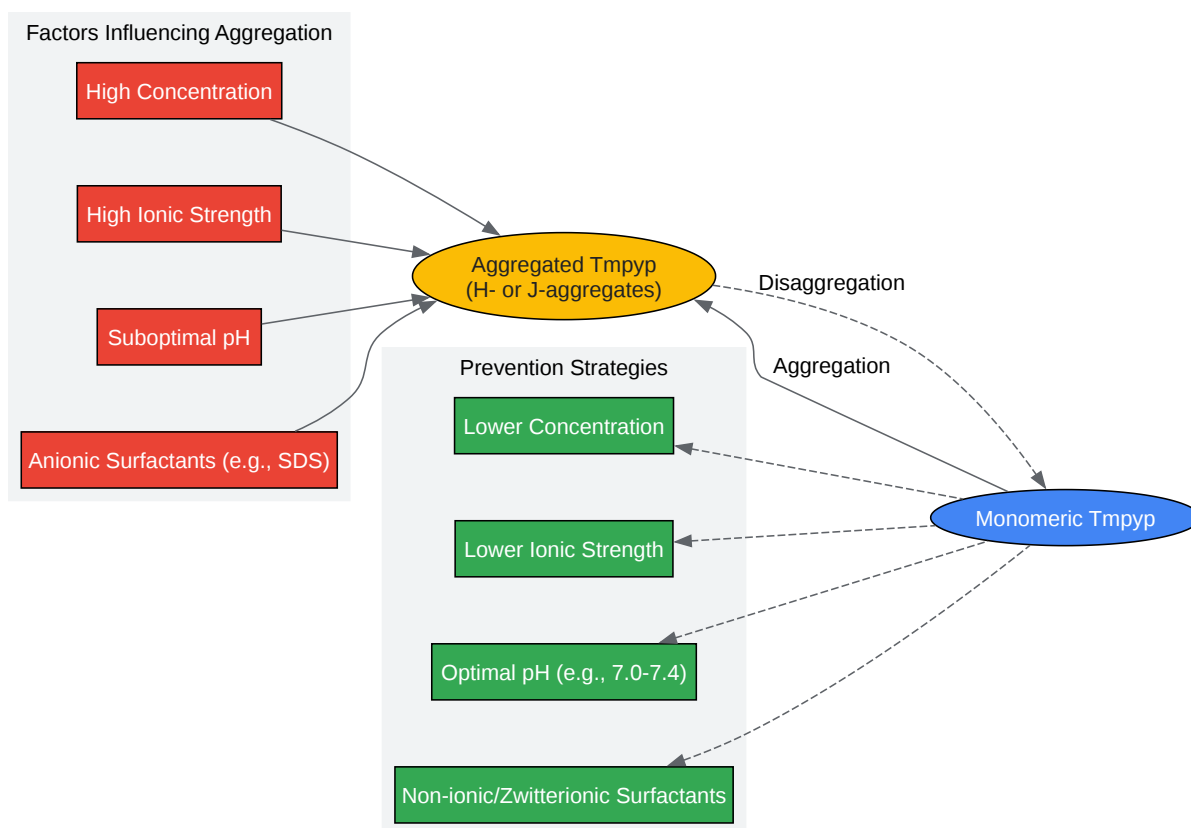 Factors Influencing Aggregation
High Concentration
High Ionic Strength
Suboptimal pH
Anionic Surfactants (e.g., SDS)
Aggregated Tmpyp
(H- or J-aggregates)
Disaggregation
Aggregation
Prevention Strategies
Lower Concentration
Lower Ionic Strength
Optimal pH (e.g., 7.0-7.4)
Non-ionic/Zwitterionic Surfactants
Monomeric Tmpyp